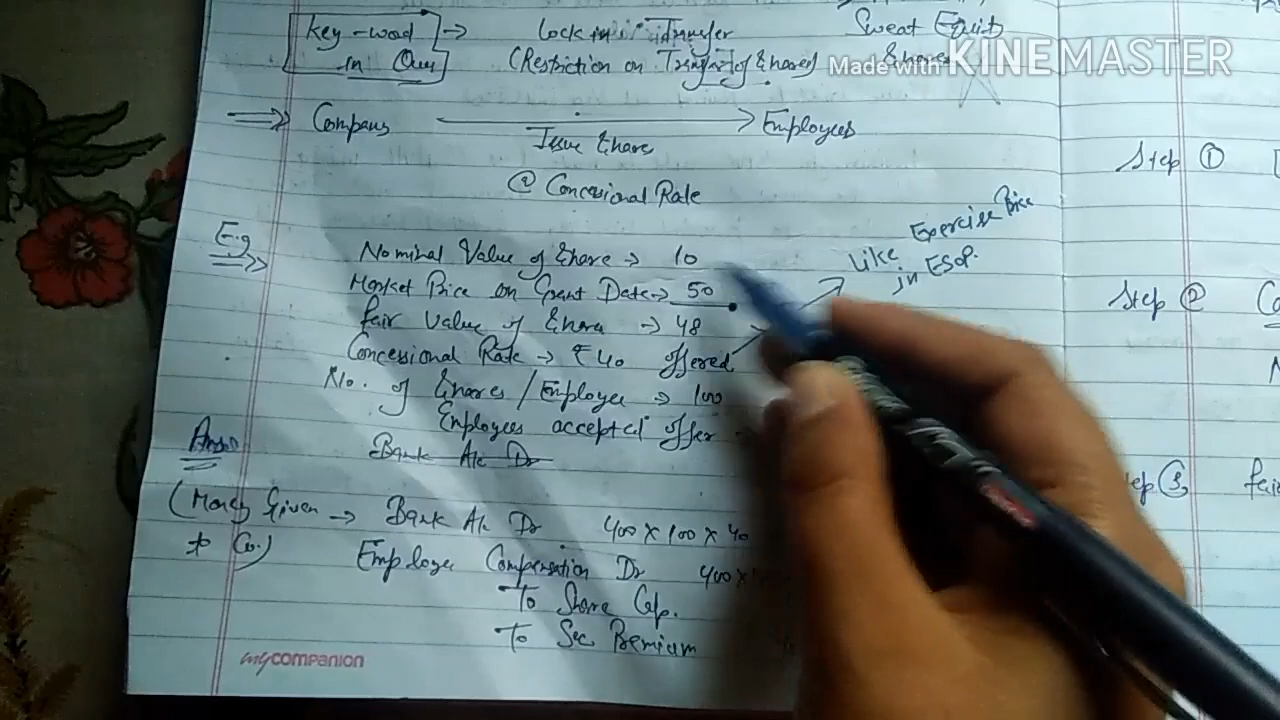 Key-word → Lock in Transfer Sweat Equity
in Ques (Restriction on Transfer of Shares) Shares
Made with KINEMASTER
⇒ Company → Employees
Issue Share
@ Concessional Rate
Step ①
E.g
Nominal Value of Share → 10
Like Exercise Price
in ESOP.
Market Price on Grant Date → 50
Step ②
Fair Value of Share → 48
Concessional Rate → ₹40 offered
No. of Shares/Employee → 100
Employees accepted offer
Ans
Bank A/c Dr
ep ③
(Money Given → Bank A/c Dr 400 × 100 × 40
to Co.) Employee Compensation Dr 400 ×
To Share Cap.
To Sec Premium
mycompanion